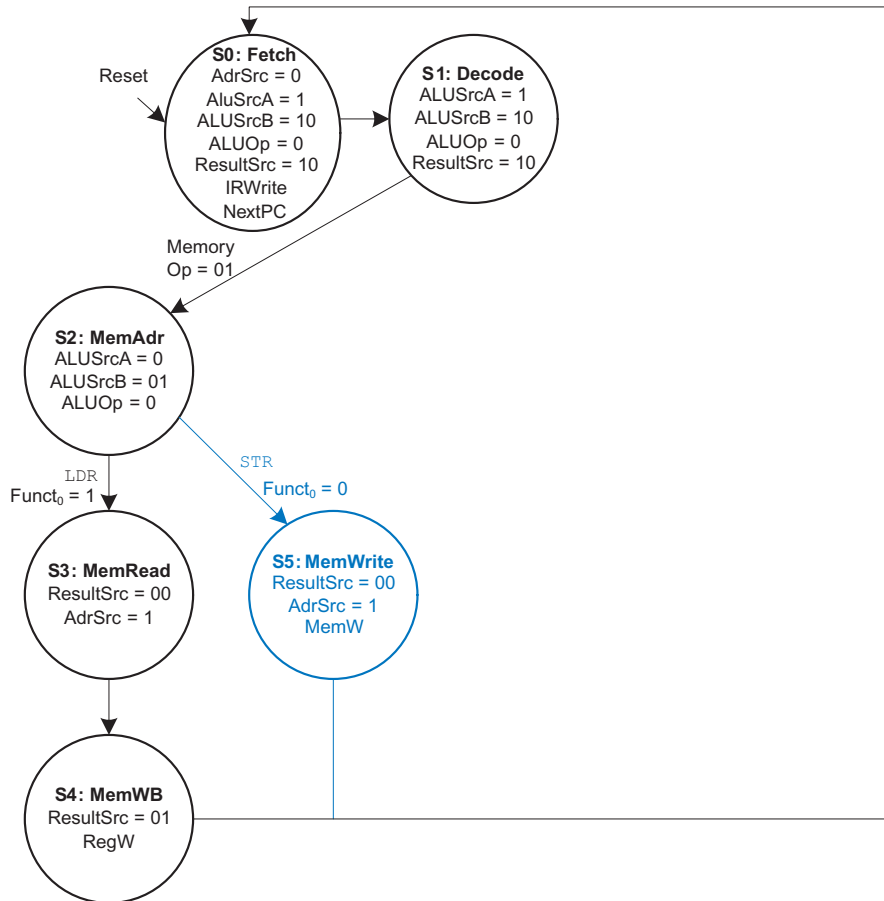 Reset
S0: Fetch
AdrSrc = 0
AluSrcA = 1
ALUSrcB = 10
ALUOp = 0
ResultSrc = 10
IRWrite
NextPC
S1: Decode
ALUSrcA = 1
ALUSrcB = 10
ALUOp = 0
ResultSrc = 10
Memory
Op = 01
S2: MemAdr
ALUSrcA = 0
ALUSrcB = 01
ALUOp = 0
LDR
Funct₀ = 1
STR
Funct₀ = 0
S3: MemRead
ResultSrc = 00
AdrSrc = 1
S5: MemWrite
ResultSrc = 00
AdrSrc = 1
MemW
S4: MemWB
ResultSrc = 01
RegW